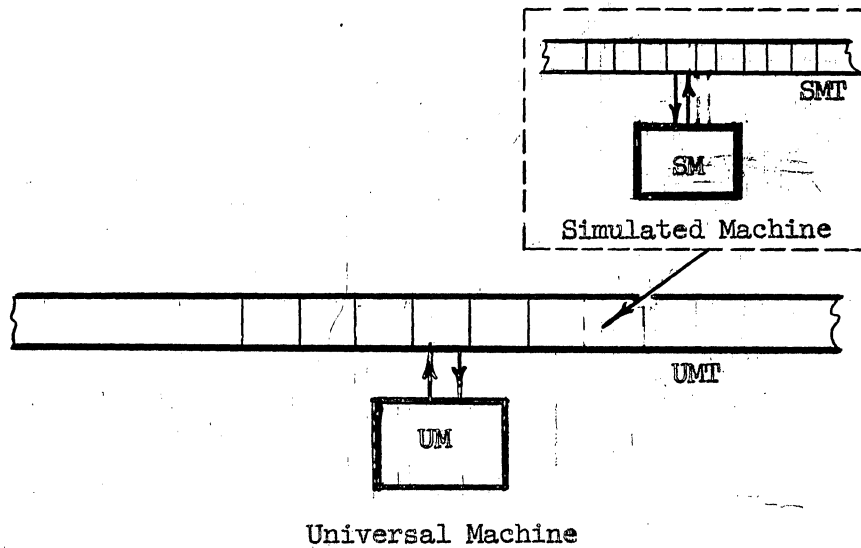 SMT
SM
Simulated Machine
UMT
UM
Universal Machine